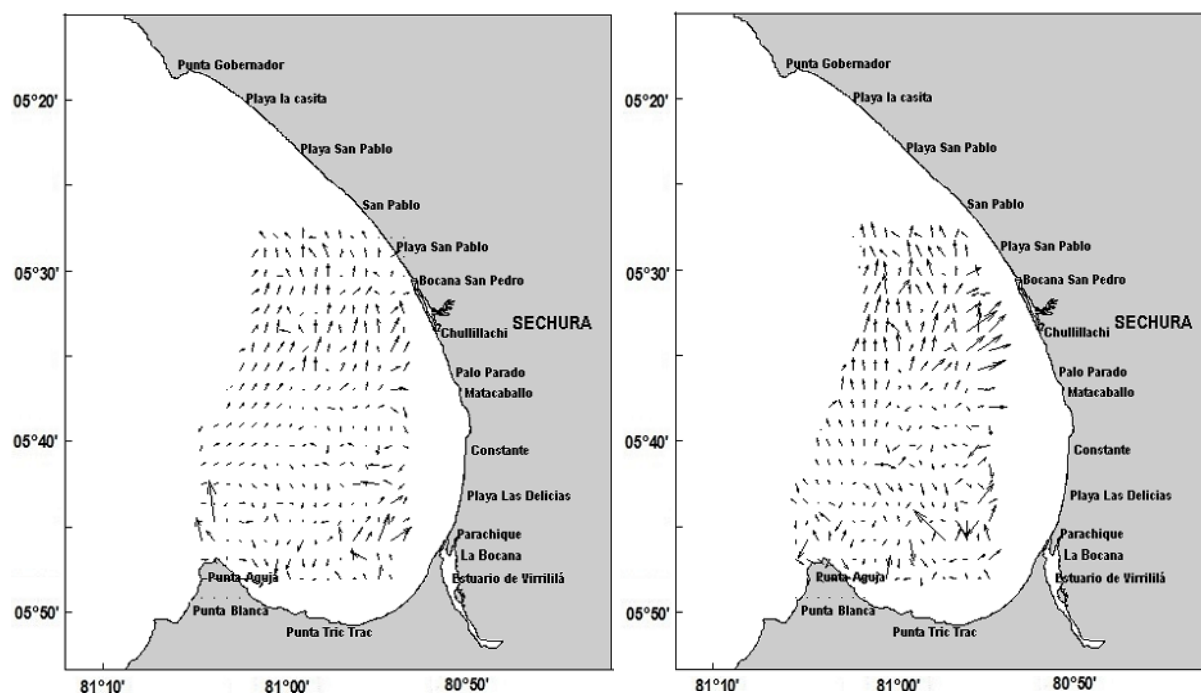 Punta Gobernador
05°20'
Playa la casita
Playa San Pablo
San Pablo
Playa San Pablo
05°30'
Bocana San Pedro
SECHURA
Chullillachi
Palo Parado
Matacaballo
05°40'
Constante
Playa Las Delicias
Parachique
La Bocana
Punta Aguja
Estuario de Virrililá
05°50'
Punta Blanca
Punta Tric Trac
81°10'
81°00'
80°50'
Punta Gobernador
05°20'
Playa la casita
Playa San Pablo
San Pablo
Playa San Pablo
05°30'
Bocana San Pedro
SECHURA
Chullillachi
Palo Parado
Matacaballo
05°40'
Constante
Playa Las Delicias
Parachique
La Bocana
Punta Aguja
Estuario de Virrililá
05°50'
Punta Blanca
Punta Tric Trac
81°10'
81°00'
80°50'